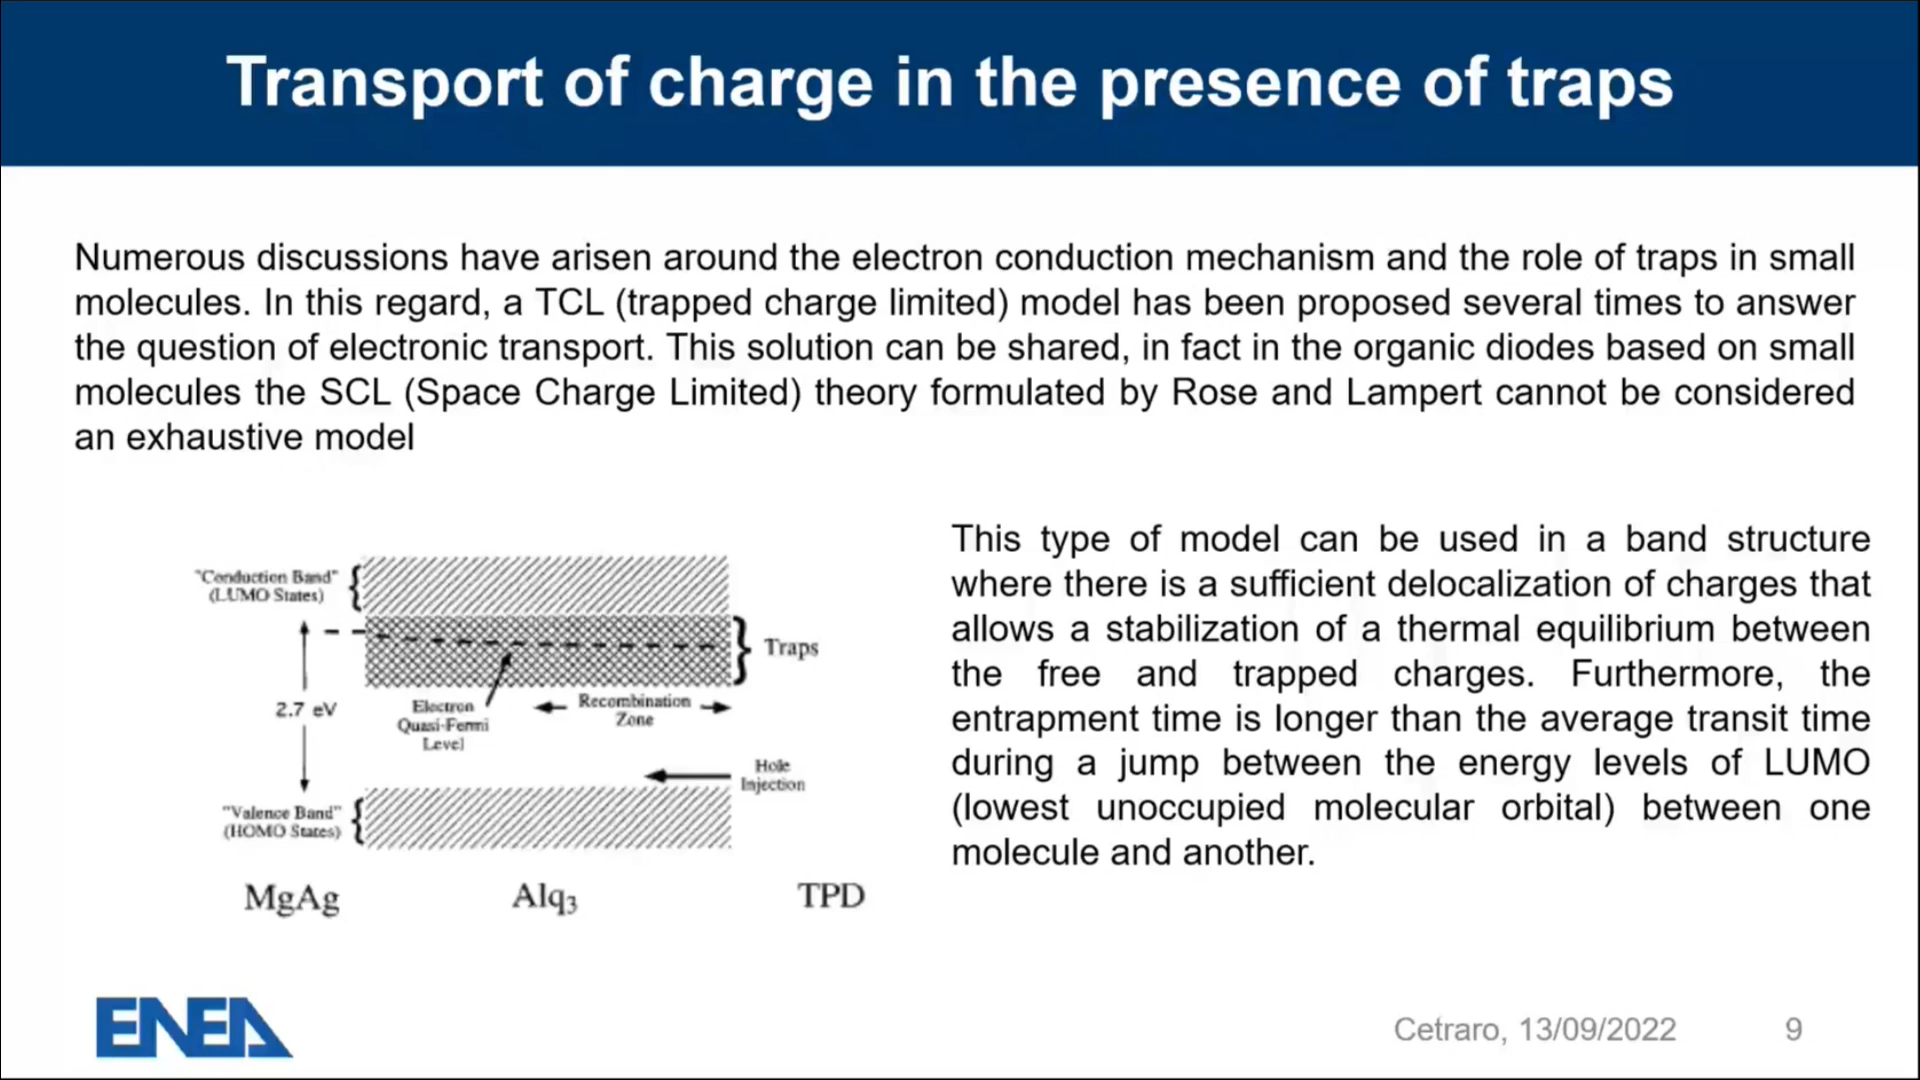 Transport of charge in the presence of traps
Numerous discussions have arisen around the electron conduction mechanism and the role of traps in small
molecules. In this regard, a TCL (trapped charge limited) model has been proposed several times to answer
the question of electronic transport. This solution can be shared, in fact in the organic diodes based on small
molecules the SCL (Space Charge Limited) theory formulated by Rose and Lampert cannot be considered
an exhaustive model
"Conduction Band"
(LUMO States)
Traps
2.7 eV
Electron
Quasi-Fermi
Level
Recombination
Zone
Hole
Injection
"Valence Band"
(HOMO States)
MgAg
Alq3
TPD
This type of model can be used in a band structure
where there is a sufficient delocalization of charges that
allows a stabilization of a thermal equilibrium between
the free and trapped charges. Furthermore, the
entrapment time is longer than the average transit time
during a jump between the energy levels of LUMO
(lowest unoccupied molecular orbital) between one
molecule and another.
ENEA
Cetraro, 13/09/2022
9